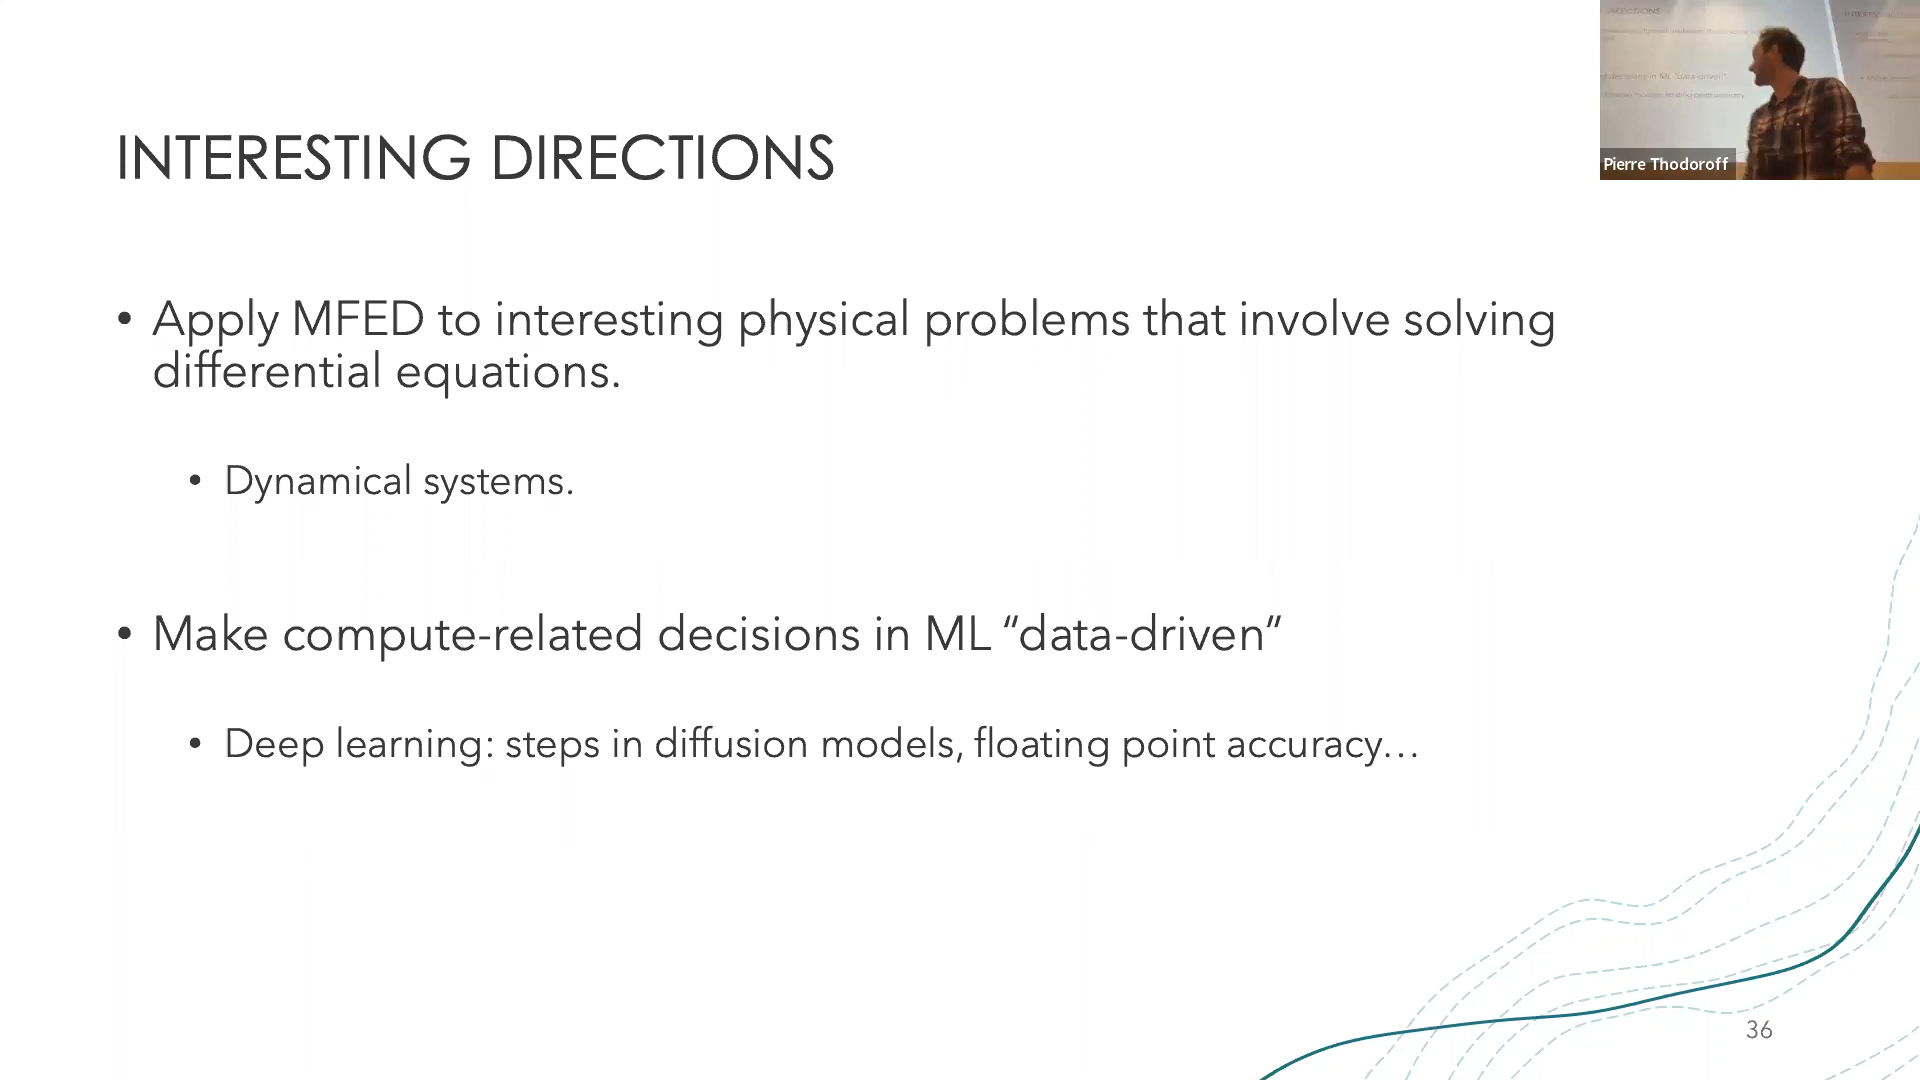 INTERESTING DIRECTIONS
• Apply MFED to interesting physical problems that involve solving
differential equations.
• Dynamical systems.
• Make compute-related decisions in ML “data-driven”
• Deep learning: steps in diffusion models, floating point accuracy…
36
Pierre Thodoroff